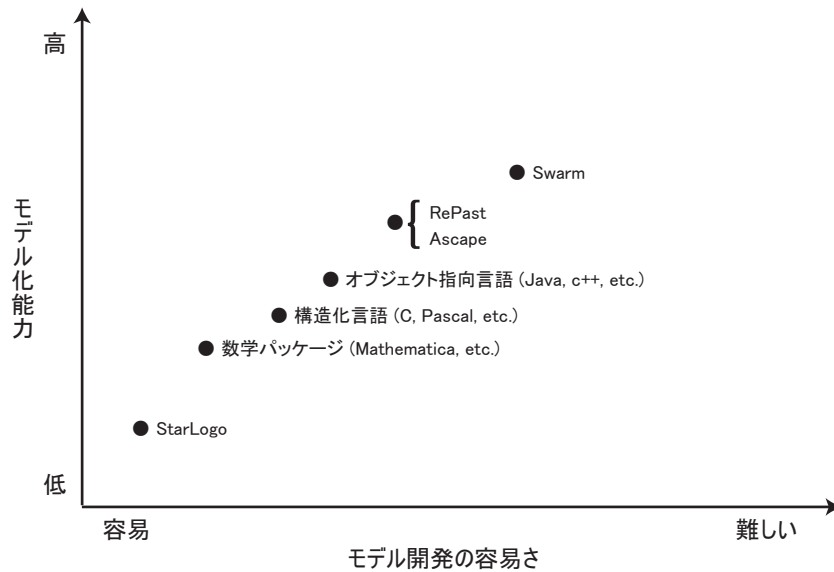 高
Swarm
RePast
Ascape
モデル化能力
オブジェクト指向言語 (Java, c++, etc.)
構造化言語 (C, Pascal, etc.)
数学パッケージ (Mathematica, etc.)
StarLogo
低
容易
難しい
モデル開発の容易さ